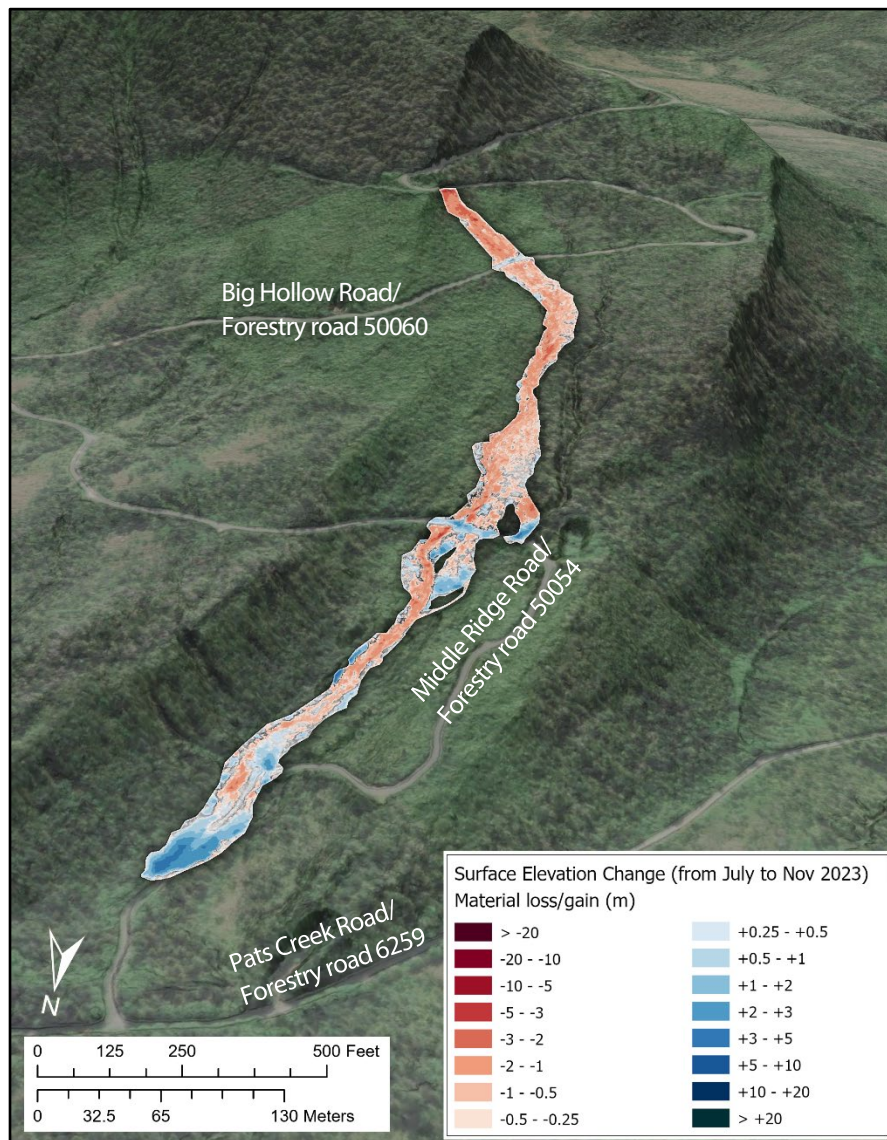 Big Hollow Road/
Forestry road 50060
Middle Ridge Road/
Forestry road 50054
Pats Creek Road/
Forestry road 6259
N
0 125 250 500 Feet
0 32.5 65 130 Meters
Surface Elevation Change (from July to Nov 2023)
Material loss/gain (m)
> -20
-20 - -10
-10 - -5
-5 - -3
-3 - -2
-2 - -1
-1 - -0.5
-0.5 - -0.25
+0.25 - +0.5
+0.5 - +1
+1 - +2
+2 - +3
+3 - +5
+5 - +10
+10 - +20
> +20